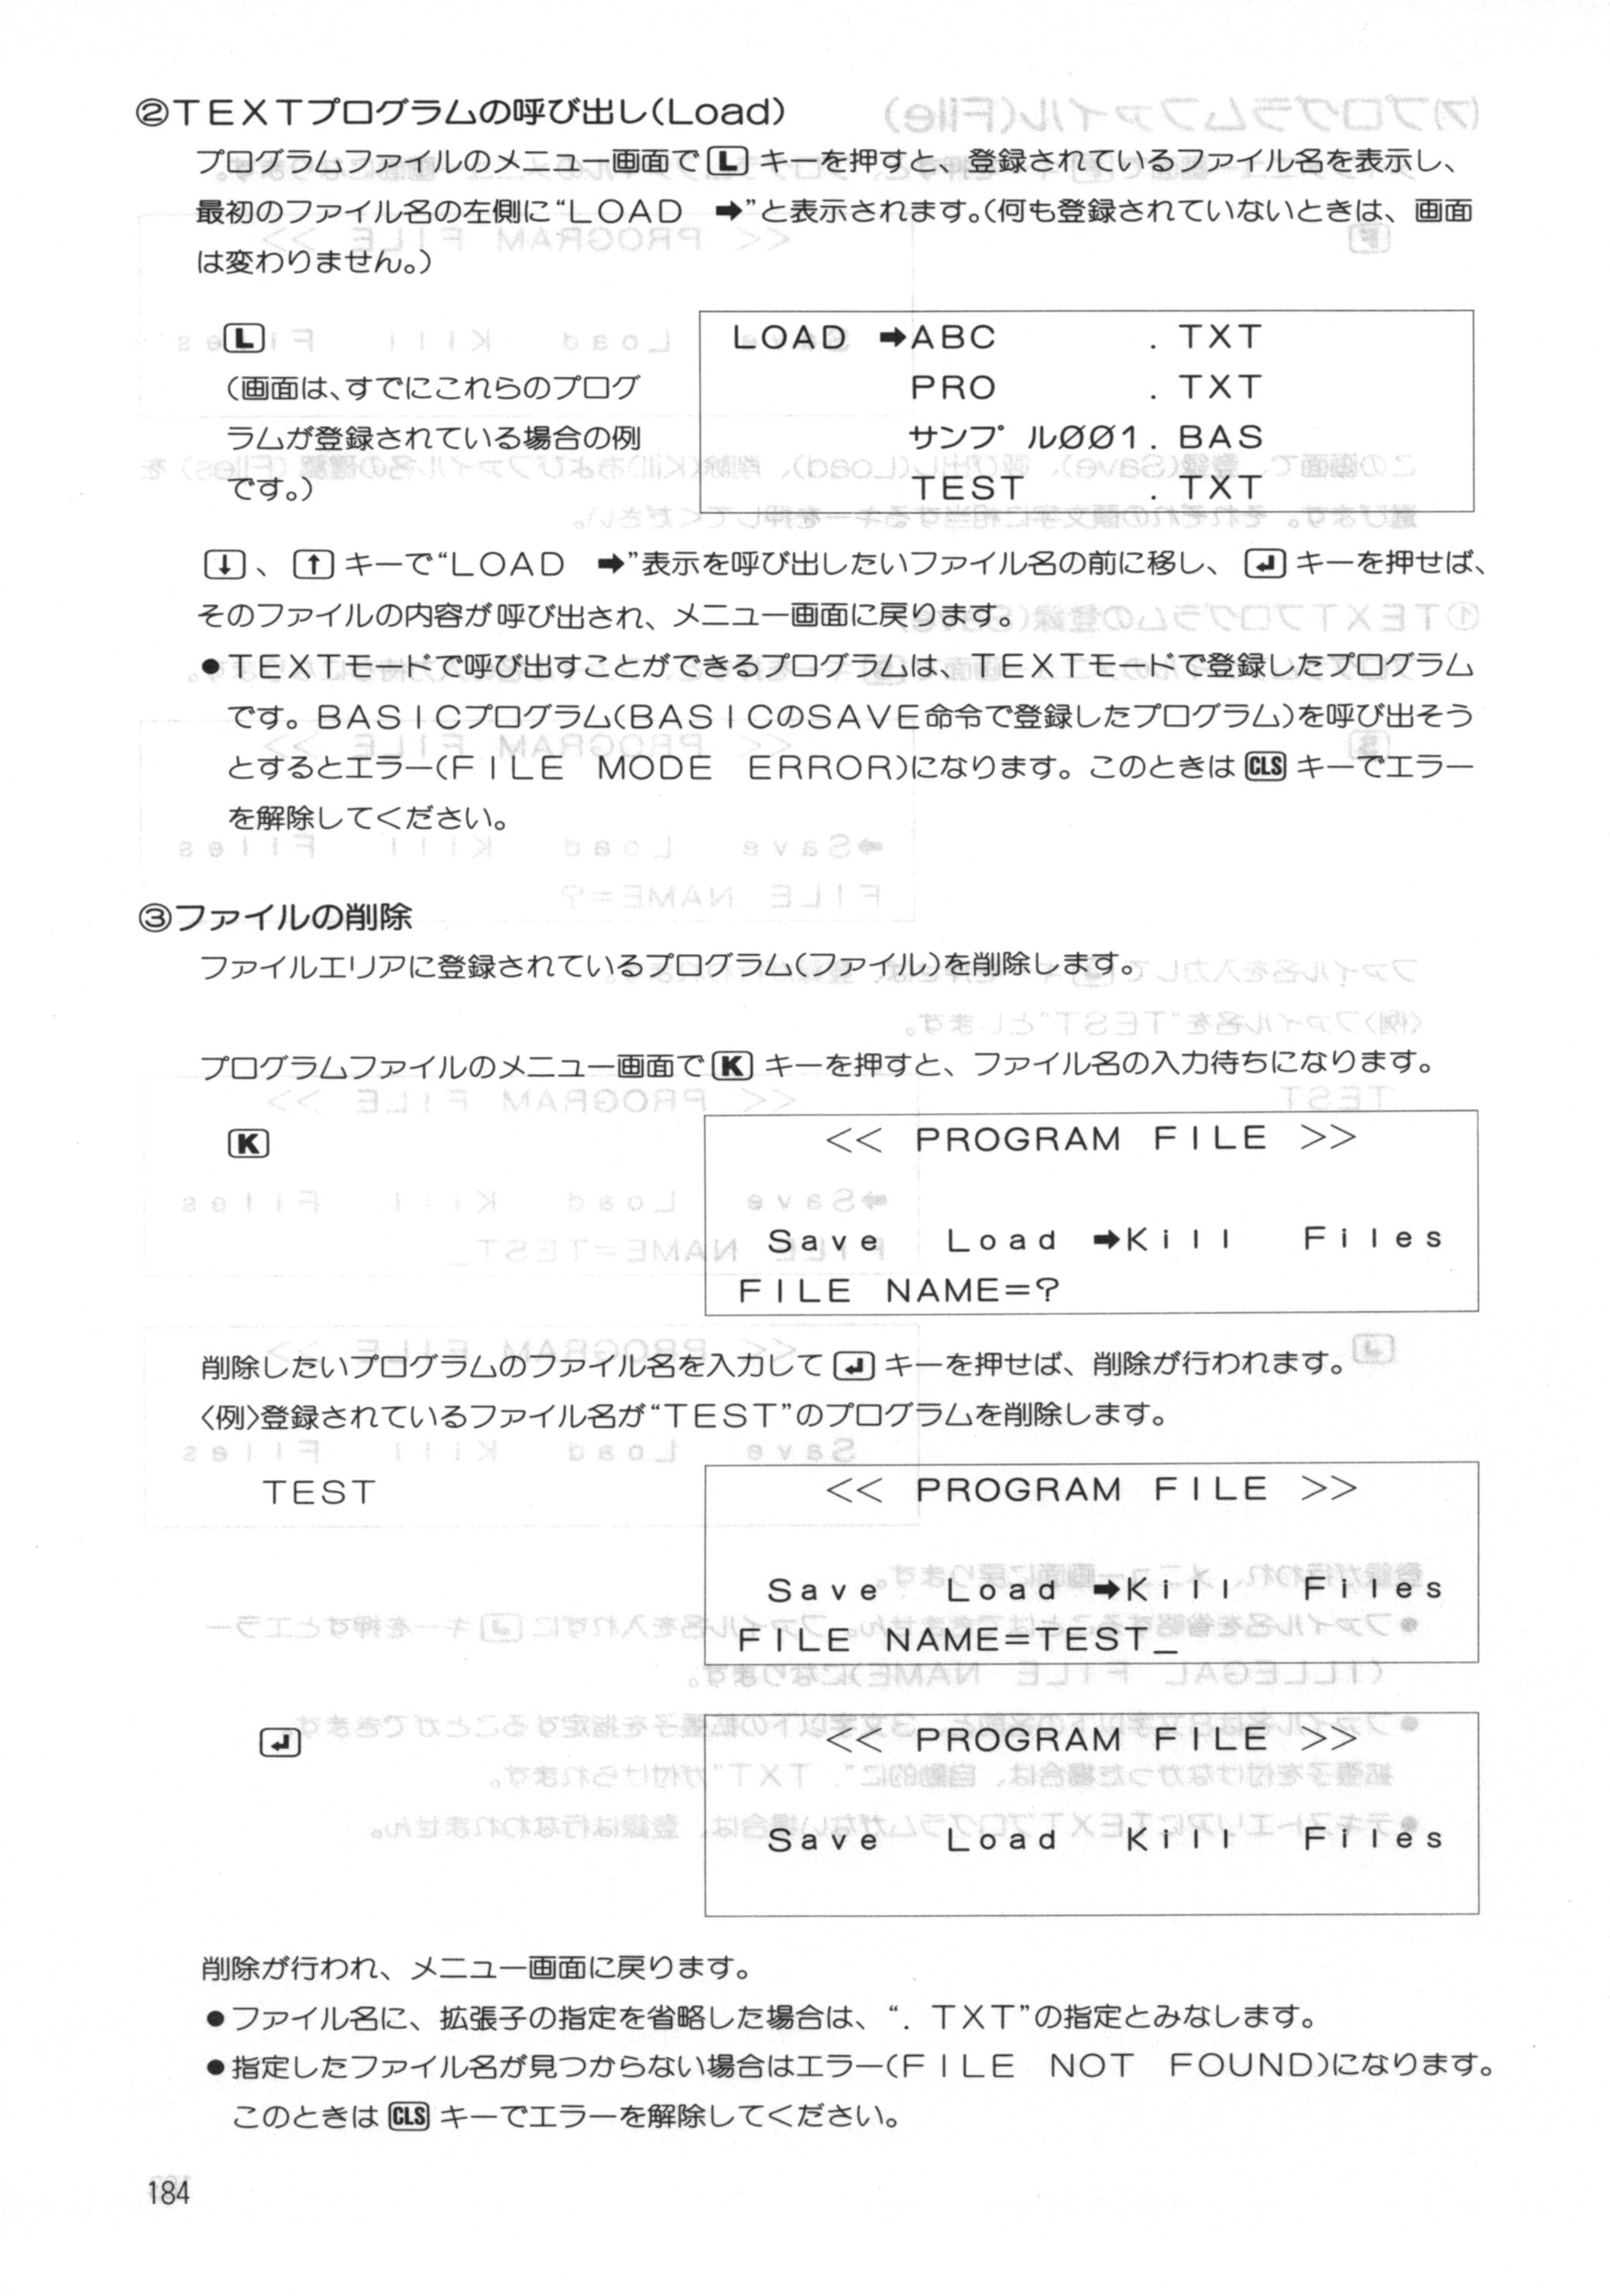 ②TEXTプログラムの呼び出し(Load)
プログラムファイルのメニュー画面で L キーを押すと、登録されているファイル名を表示し、
最初のファイル名の左側に“LOAD ➡”と表示されます。(何も登録されていないときは、画面
は変わりません。)
L
(画面は、すでにこれらのプログ
ラムが登録されている場合の例
です。)
LOAD ➡ABC . TXT
PRO . TXT
サンプル001. BAS
TEST . TXT
↓、↑ キーで“LOAD ➡”表示を呼び出したいファイル名の前に移し、 ↵ キーを押せば、
そのファイルの内容が呼び出され、メニュー画面に戻ります。
●TEXTモードで呼び出すことができるプログラムは、TEXTモードで登録したプログラム
です。BASICプログラム(BASICのSAVE命令で登録したプログラム)を呼び出そう
とするとエラー(FILE MODE ERROR)になります。このときは CLS キーでエラー
を解除してください。
③ファイルの削除
ファイルエリアに登録されているプログラム(ファイル)を削除します。
プログラムファイルのメニュー画面で K キーを押すと、ファイル名の入力待ちになります。
K
<< PROGRAM FILE >>
Save Load ➡Kill Files
FILE NAME=?
削除したいプログラムのファイル名を入力して ↵ キーを押せば、削除が行われます。
〈例〉登録されているファイル名が“TEST”のプログラムを削除します。
TEST
<< PROGRAM FILE >>
Save Load ➡Kill Files
FILE NAME=TEST_
↵
<< PROGRAM FILE >>
Save Load Kill Files
削除が行われ、メニュー画面に戻ります。
●ファイル名に、拡張子の指定を省略した場合は、“. TXT”の指定とみなします。
●指定したファイル名が見つからない場合はエラー(FILE NOT FOUND)になります。
このときは CLS キーでエラーを解除してください。
184